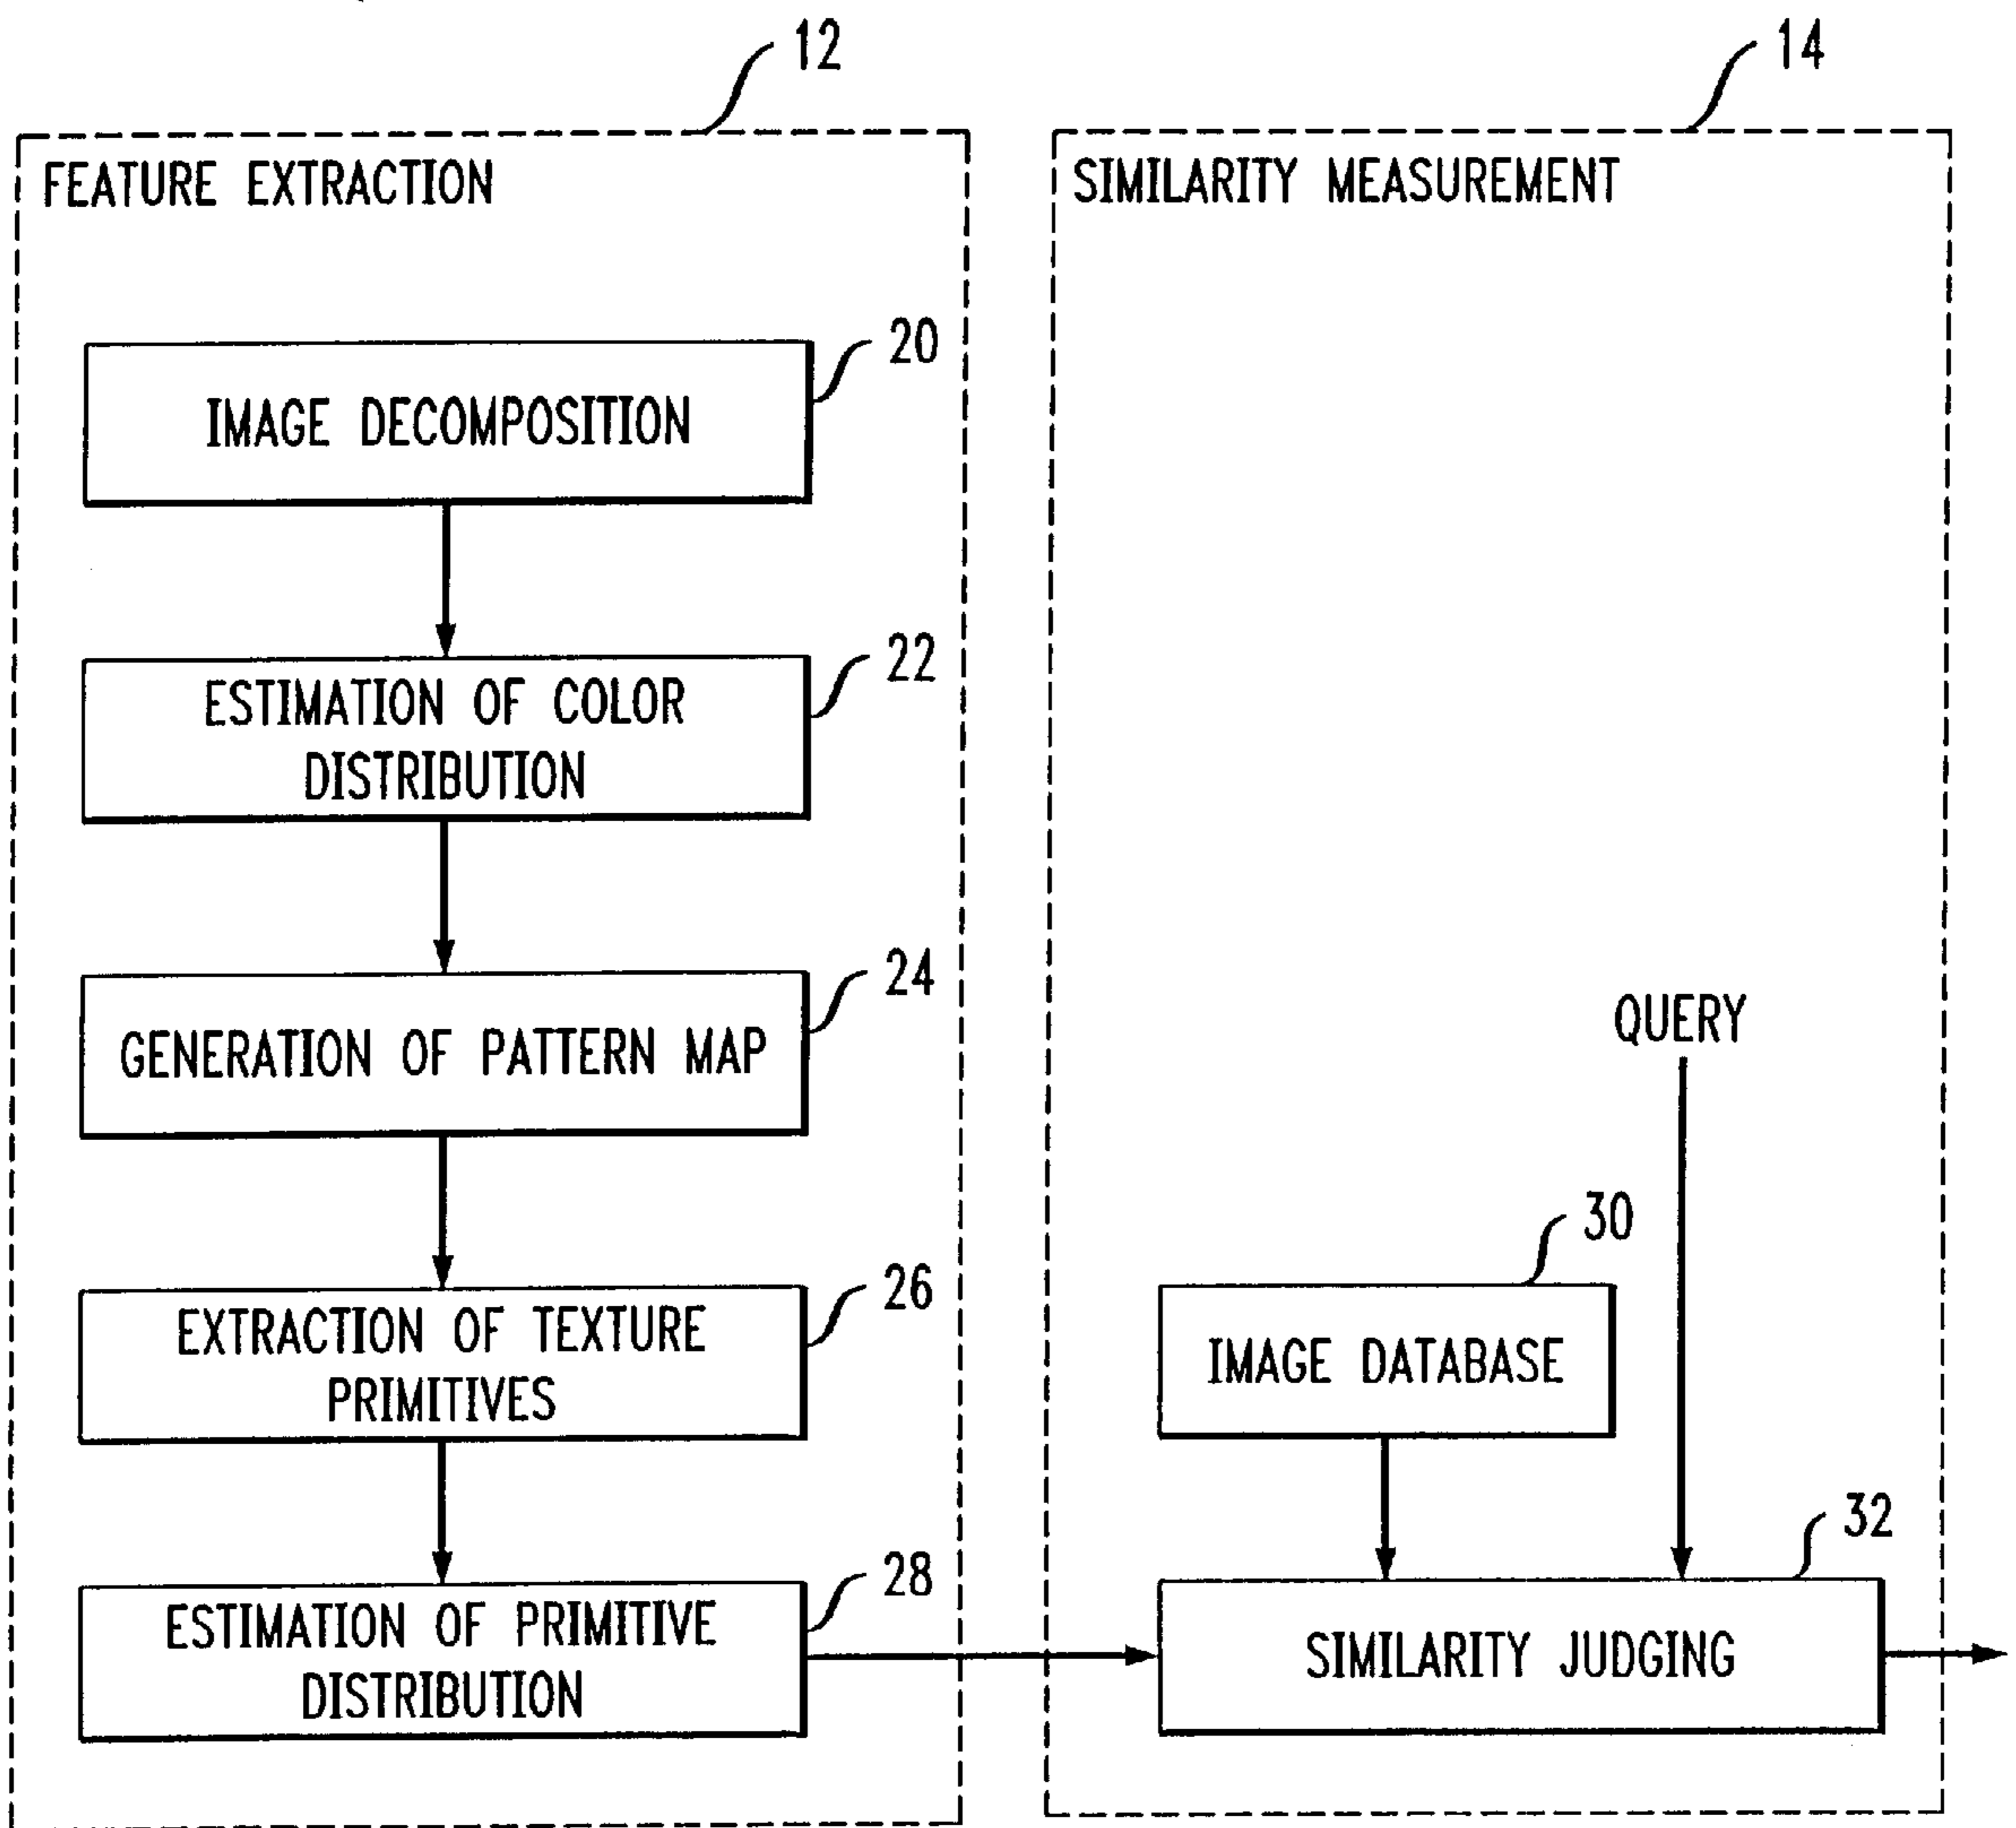 12
FEATURE EXTRACTION
20
IMAGE DECOMPOSITION
22
ESTIMATION OF COLOR
DISTRIBUTION
24
GENERATION OF PATTERN MAP
26
EXTRACTION OF TEXTURE
PRIMITIVES
28
ESTIMATION OF PRIMITIVE
DISTRIBUTION
14
SIMILARITY MEASUREMENT
QUERY
30
IMAGE DATABASE
32
SIMILARITY JUDGING